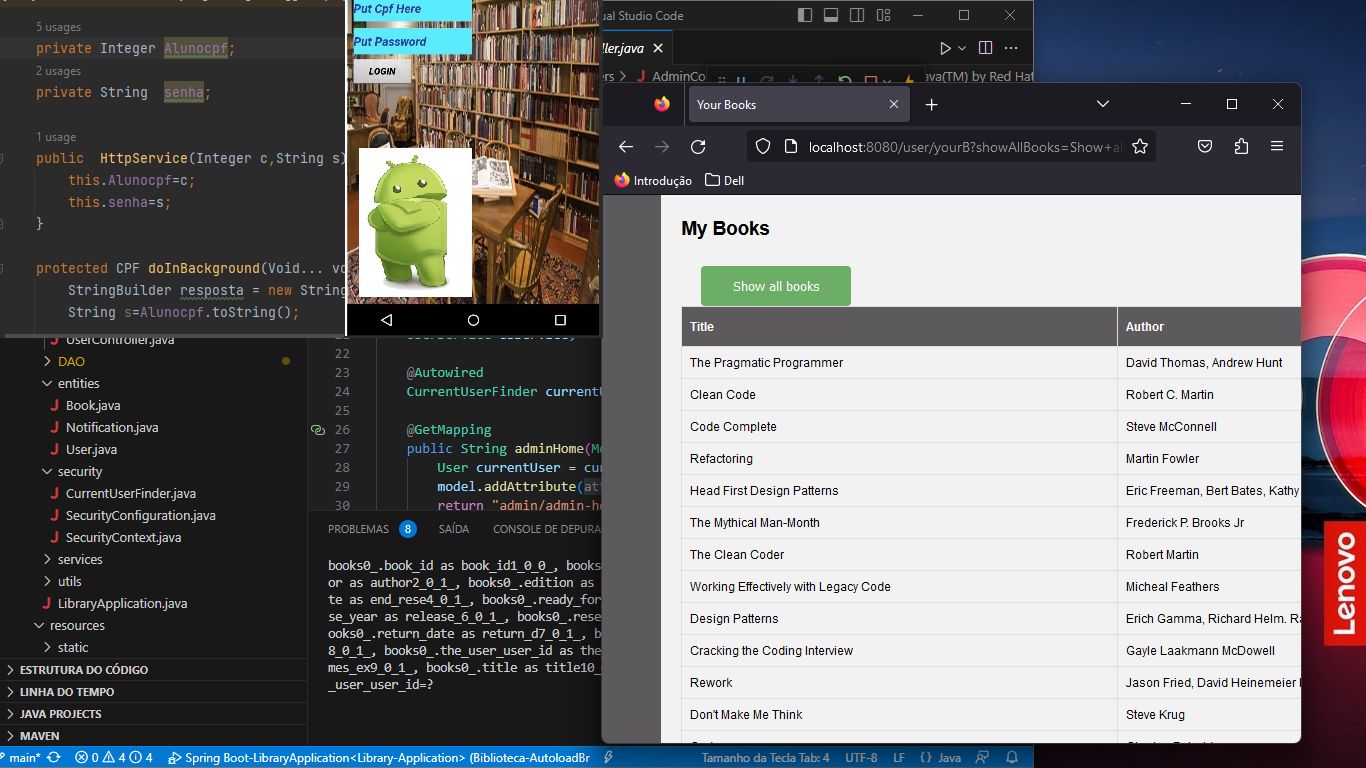 5 usages
private Integer Alunocpf;
2 usages
private String senha;
1 usage
public HttpService(Integer c,String s)
this.Alunocpf=c;
this.senha=s;
}
protected CPF doInBackground(Void...
StringBuilder resposta = new String
String s=Alunocpf.toString();
Put Cpf Here
Put Password
LOGIN
Studio Code
AdminCo
ava(TM) by Red Hat
UserController.java
DAO
entities
Book.java
Notification.java
User.java
security
CurrentUserFinder.java
SecurityConfiguration.java
SecurityContext.java
services
utils
LibraryApplication.java
resources
static
ESTRUTURA DO CÓDIGO
LINHA DO TEMPO
JAVA PROJECTS
MAVEN
22
23 @Autowired
24 CurrentUserFinder currentU
25
26 @GetMapping
27 public String adminHome(Mo
28 User currentUser = cur
29 model.addAttribute(att
30 return "admin/admin-ho
PROBLEMAS 8 SAÍDA CONSOLE DE DEPURA
books0_.book_id as book_id1_0_0_, books
or as author2_0_1_, books0_.edition as
te as end_rese4_0_1_, books0_.ready_for
se_year as release_6_0_1_, books0_.rese
ooks0_.return_date as return_d7_0_1_, b
8_0_1_, books0_.the_user_user_id as the
mes_ex9_0_1_, books0_.title as title10_
_user_user_id=?
main* 0 4 4 Spring Boot-LibraryApplication<Library-Application> (Biblioteca-AutoloadBr
Tamanho da Tecla Tab: 4 UTF-8 LF {} Java
Your Books
localhost:8080/user/yourB?showAllBooks=Show+all
Introdução Dell
My Books
Show all books
Title Author
The Pragmatic Programmer David Thomas, Andrew Hunt
Clean Code Robert C. Martin
Code Complete Steve McConnell
Refactoring Martin Fowler
Head First Design Patterns Eric Freeman, Bert Bates, Kathy
The Mythical Man-Month Frederick P. Brooks Jr
The Clean Coder Robert Martin
Working Effectively with Legacy Code Micheal Feathers
Design Patterns Erich Gamma, Richard Helm. Ra
Cracking the Coding Interview Gayle Laakmann McDowell
Rework Jason Fried, David Heinemeier
Don't Make Me Think Steve Krug
Lenovo